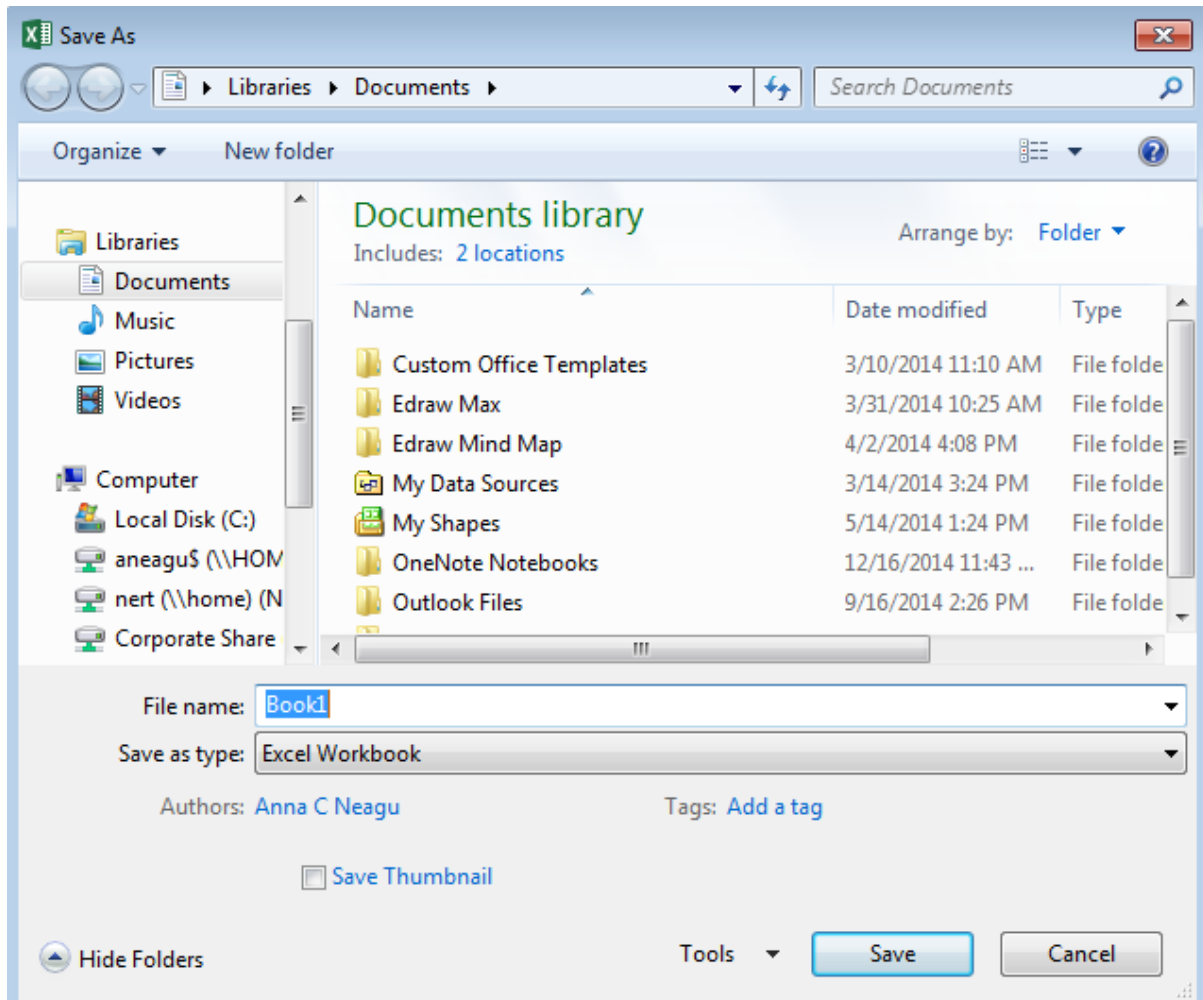 Save As
Libraries Documents
Search Documents
Organize New folder
Documents library
Includes: 2 locations
Arrange by: Folder
Libraries
Documents
Music
Pictures
Videos
Computer
Local Disk (C:)
aneagu$ (\\HOM
nert (\\home) (N
Corporate Share
Name Date modified Type
Custom Office Templates 3/10/2014 11:10 AM File folde
Edraw Max 3/31/2014 10:25 AM File folde
Edraw Mind Map 4/2/2014 4:08 PM File folde
My Data Sources 3/14/2014 3:24 PM File folde
My Shapes 5/14/2014 1:24 PM File folde
OneNote Notebooks 12/16/2014 11:43 ... File folde
Outlook Files 9/16/2014 2:26 PM File folde
File name: Book1
Save as type: Excel Workbook
Authors: Anna C Neagu Tags: Add a tag
Save Thumbnail
Hide Folders Tools Save Cancel